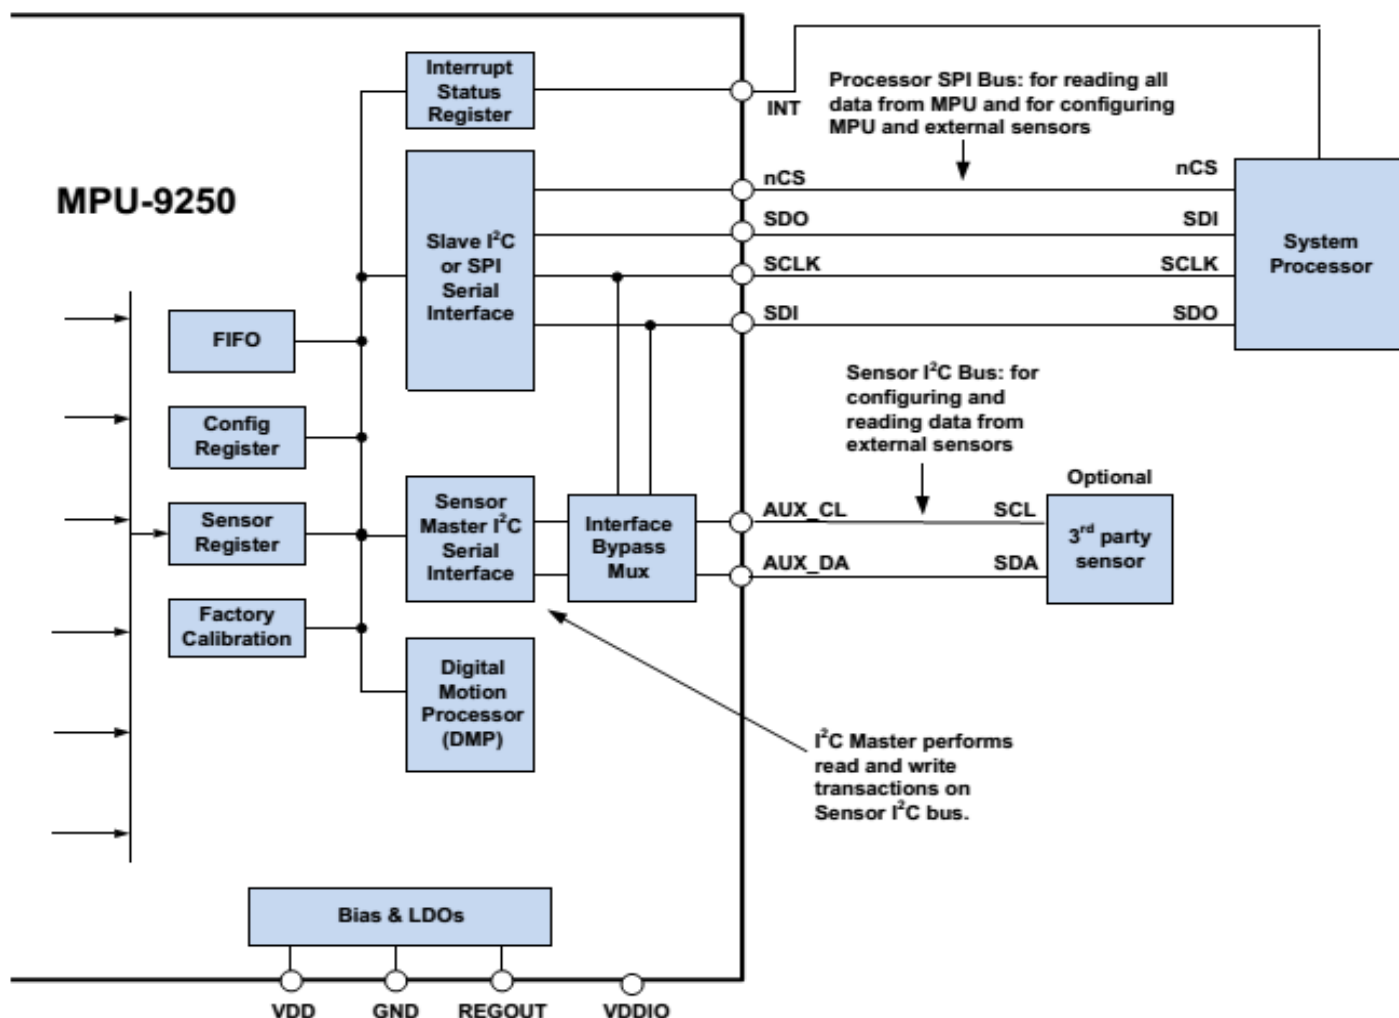 Interrupt
Status
Register
INT
Processor SPI Bus: for reading all
data from MPU and for configuring
MPU and external sensors
MPU-9250
Slave I²C
or SPI
Serial
Interface
nCS
nCS
SDO
SDI
SCLK
SCLK
SDI
SDO
System
Processor
FIFO
Config
Register
Sensor
Register
Factory
Calibration
Sensor I²C Bus: for
configuring and
reading data from
external sensors
Sensor
Master I²C
Serial
Interface
Interface
Bypass
Mux
AUX_CL
SCL
AUX_DA
SDA
Optional
3rd party
sensor
Digital
Motion
Processor
(DMP)
I²C Master performs
read and write
transactions on
Sensor I²C bus.
Bias & LDOs
VDD
GND
REGOUT
VDDIO